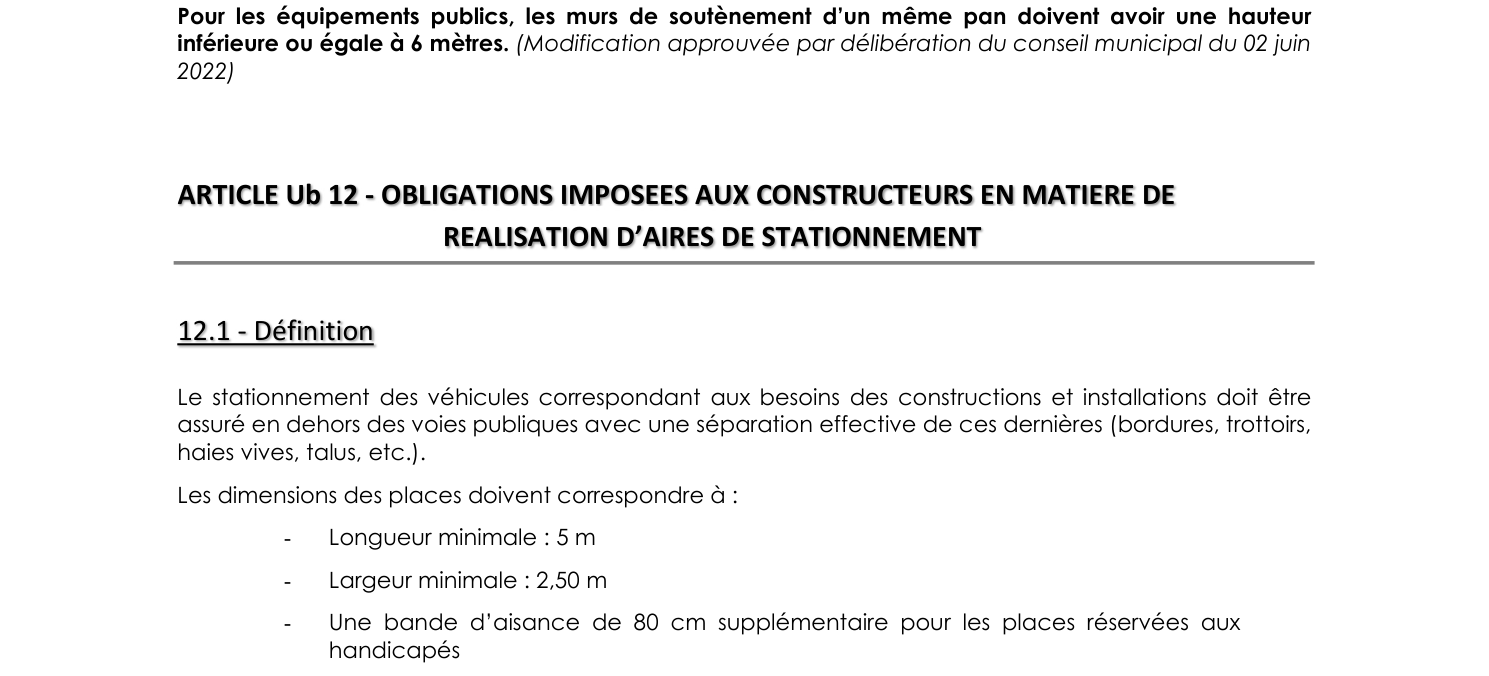 Pour les équipements publics, les murs de soutènement d’un même pan doivent avoir une hauteur
inférieure ou égale à 6 mètres. (Modification approuvée par délibération du conseil municipal du 02 juin
2022)
ARTICLE Ub 12 - OBLIGATIONS IMPOSEES AUX CONSTRUCTEURS EN MATIERE DE
REALISATION D’AIRES DE STATIONNEMENT
12.1 - Définition
Le stationnement des véhicules correspondant aux besoins des constructions et installations doit être
assuré en dehors des voies publiques avec une séparation effective de ces dernières (bordures, trottoirs,
haies vives, talus, etc.).
Les dimensions des places doivent correspondre à :
- Longueur minimale : 5 m
- Largeur minimale : 2,50 m
- Une bande d’aisance de 80 cm supplémentaire pour les places réservées aux
handicapés